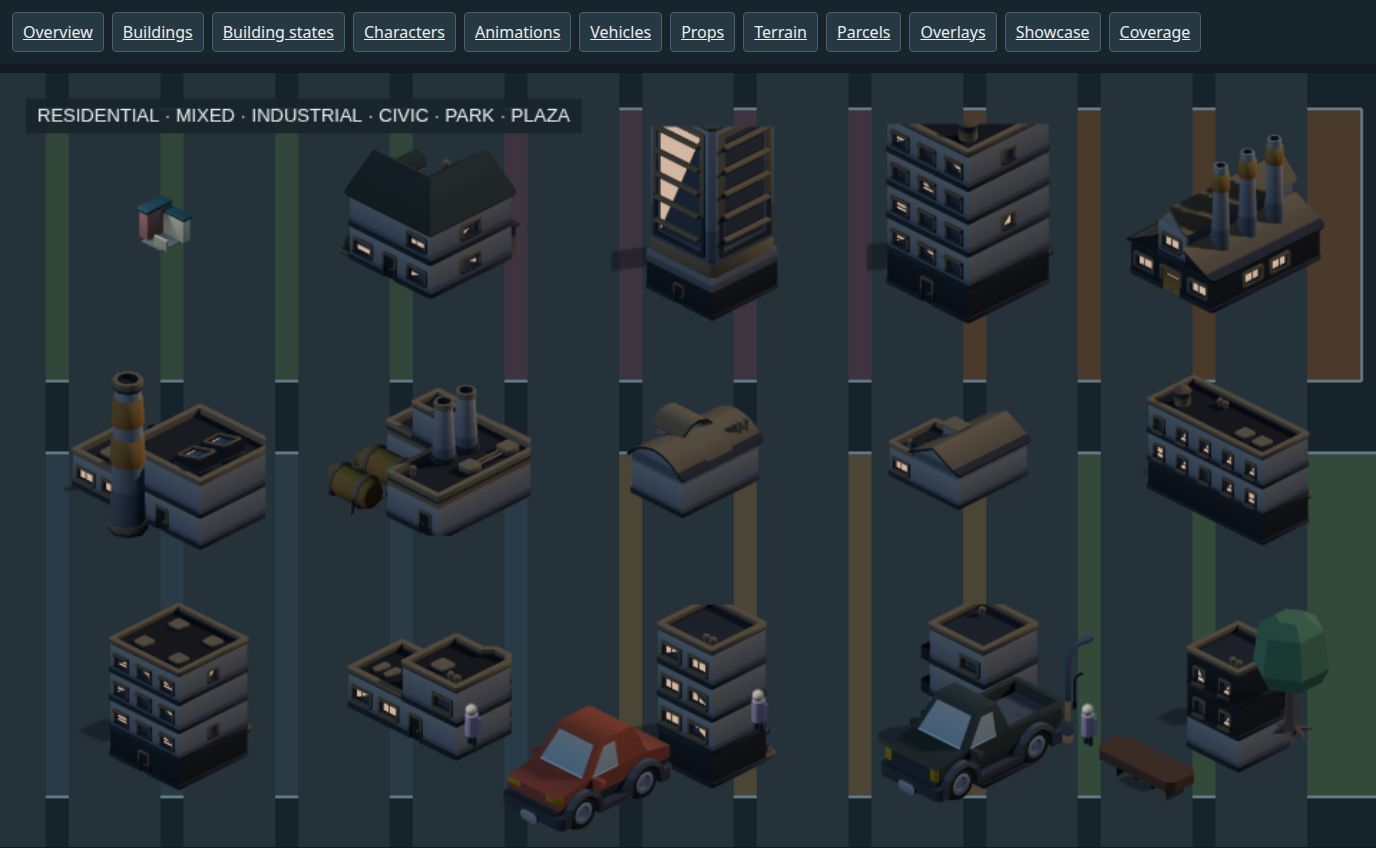 Overview Buildings Building states Characters Animations Vehicles Props Terrain Parcels Overlays Showcase Coverage
RESIDENTIAL · MIXED · INDUSTRIAL · CIVIC · PARK · PLAZA